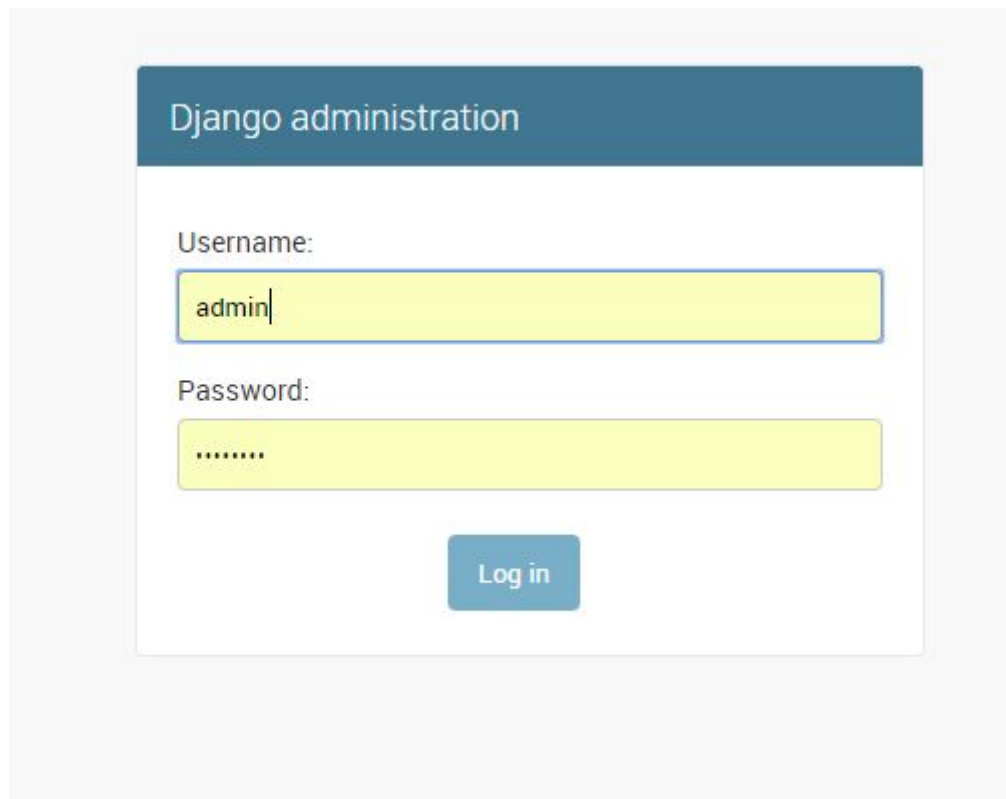 Django administration
Username:
admin
Password:
••••••••
Log in